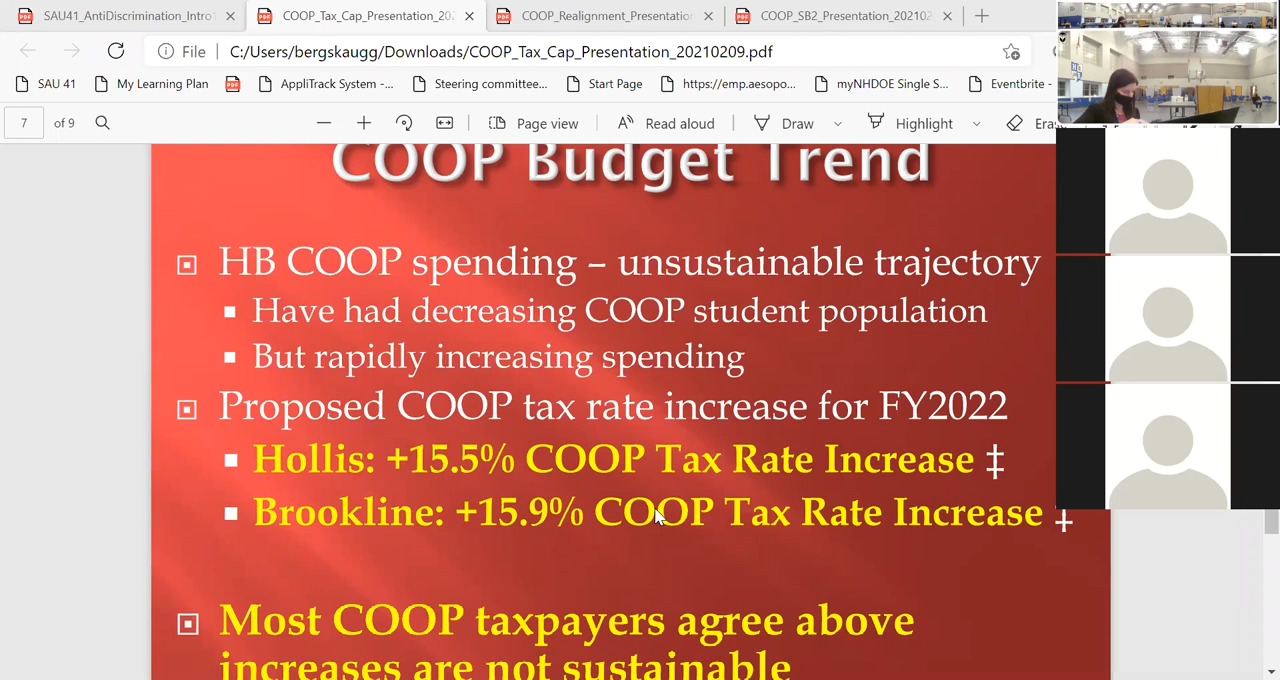 SAU41_AntiDiscrimination_Intro1
COOP_Tax_Cap_Presentation_202
COOP_Realignment_Presentation
COOP_SB2_Presentation_202102
File
C:/Users/bergskaugg/Downloads/COOP_Tax_Cap_Presentation_20210209.pdf
SAU 41
My Learning Plan
AppliTrack System -...
Steering committee...
Start Page
https://emp.aesopo...
myNHDOE Single S...
Eventbrite -
7 of 9
Page view
Read aloud
Draw
Highlight
Eras
COOP Budget Trend
HB COOP spending – unsustainable trajectory
Have had decreasing COOP student population
But rapidly increasing spending
Proposed COOP tax rate increase for FY2022
Hollis: +15.5% COOP Tax Rate Increase ‡
Brookline: +15.9% COOP Tax Rate Increase ‡
Most COOP taxpayers agree above
increases are not sustainable